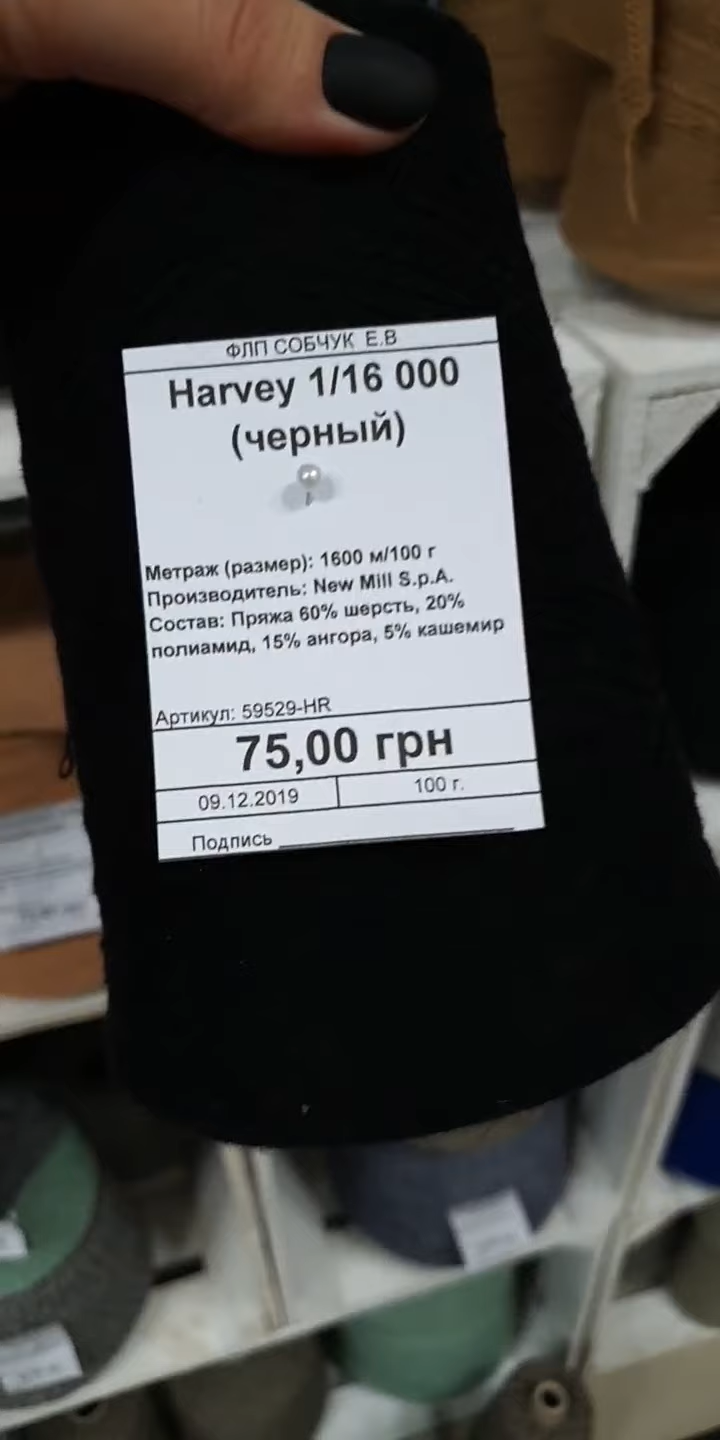 ФЛП СОБЧУК Е.В
Harvey 1/16 000
(черный)
Метраж (размер): 1600 м/100 г
Производитель: New Mill S.p.A.
Состав: Пряжа 60% шерсть, 20%
полиамид, 15% ангора, 5% кашемир
Артикул: 59529-HR
75,00 грн
09.12.2019 100 г.
Подпись